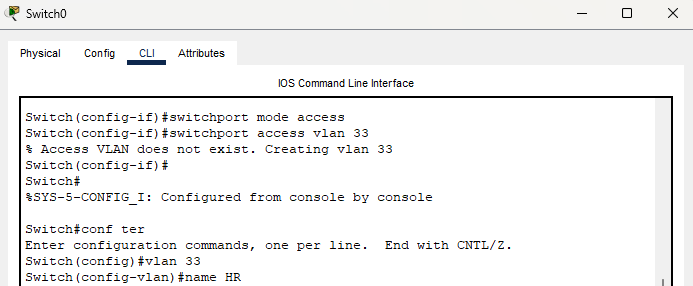 Switch0
Physical Config CLI Attributes
IOS Command Line Interface
Switch(config-if)#switchport mode access
Switch(config-if)#switchport access vlan 33
% Access VLAN does not exist. Creating vlan 33
Switch(config-if)#
Switch#
%SYS-5-CONFIG_I: Configured from console by console

Switch#conf ter
Enter configuration commands, one per line.  End with CNTL/Z.
Switch(config)#vlan 33
Switch(config-vlan)#name HR